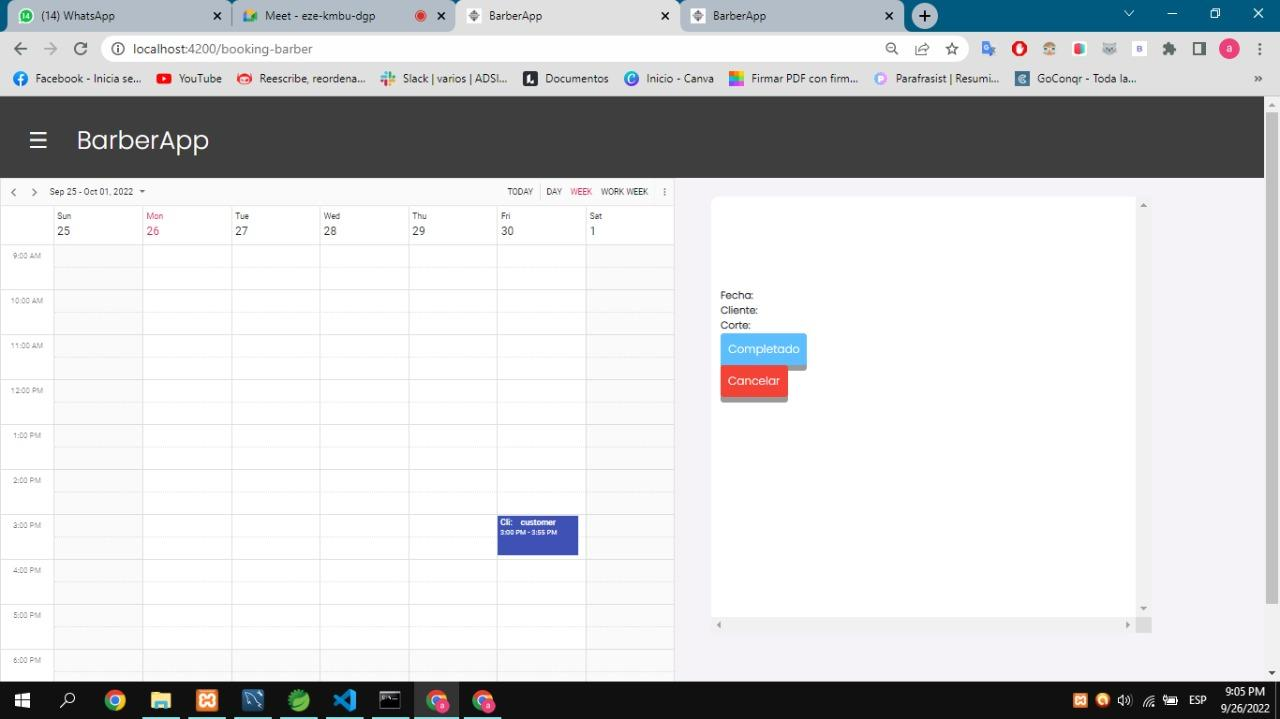 (14) WhatsApp
Meet - eze-kmbu-dgp
BarberApp
BarberApp
localhost:4200/booking-barber
Facebook - Inicia se...
YouTube
Reescribe, reordena...
Slack | varios | ADSI...
Documentos
Inicio - Canva
Firmar PDF con firm...
Parafrasist | Resumi...
GoConqr - Toda la...
BarberApp
Sep 25 - Oct 01, 2022
TODAY
DAY
WEEK
WORK WEEK
Sun
25
Mon
26
Tue
27
Wed
28
Thu
29
Fri
30
Sat
1
9:00 AM
10:00 AM
11:00 AM
12:00 PM
1:00 PM
2:00 PM
3:00 PM
4:00 PM
5:00 PM
6:00 PM
Cli: customer
3:00 PM - 3:55 PM
Fecha:
Cliente:
Corte:
Completado
Cancelar
ESP
9:05 PM
9/26/2022